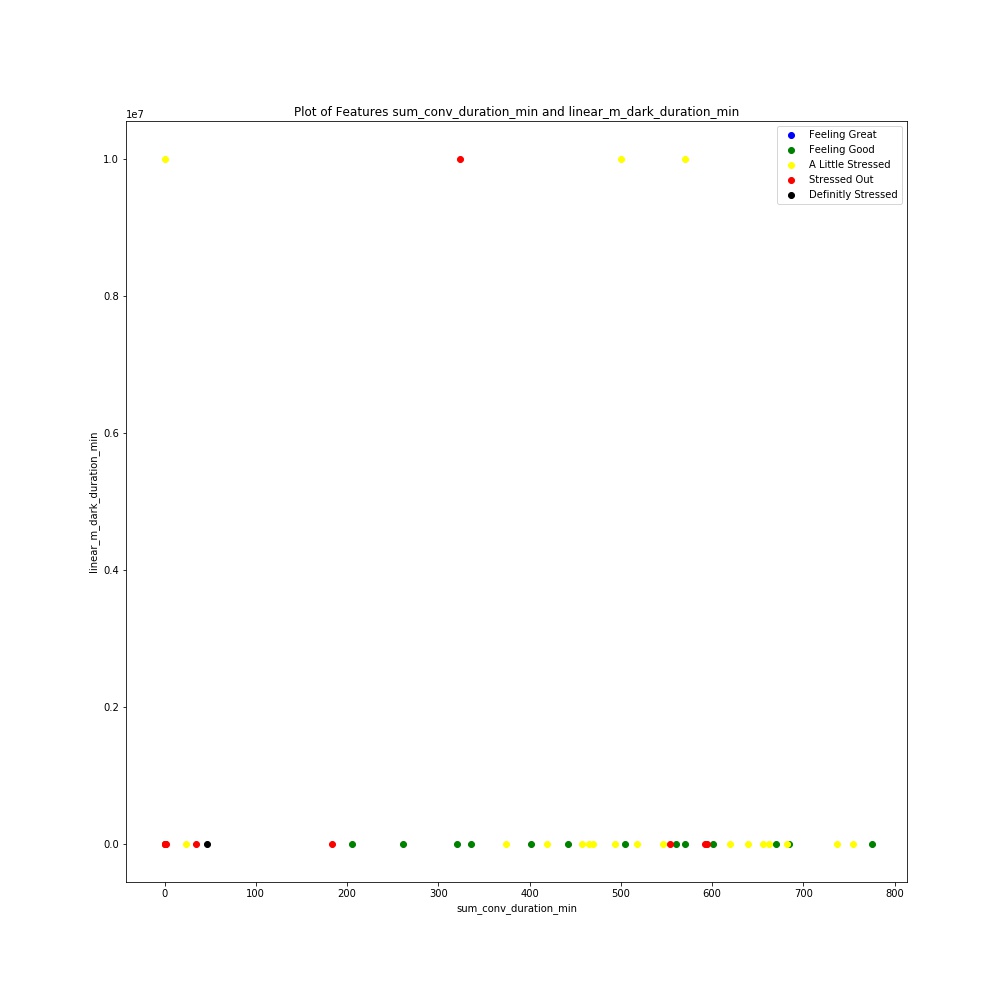 Plot of Features sum_conv_duration_min and linear_m_dark_duration_min
1e7
Feeling Great
Feeling Good
A Little Stressed
Stressed Out
Definitly Stressed
1.0
0.8
0.6
0.4
0.2
0.0
linear_m_dark_duration_min
0 100 200 300 400 500 600 700 800
sum_conv_duration_min